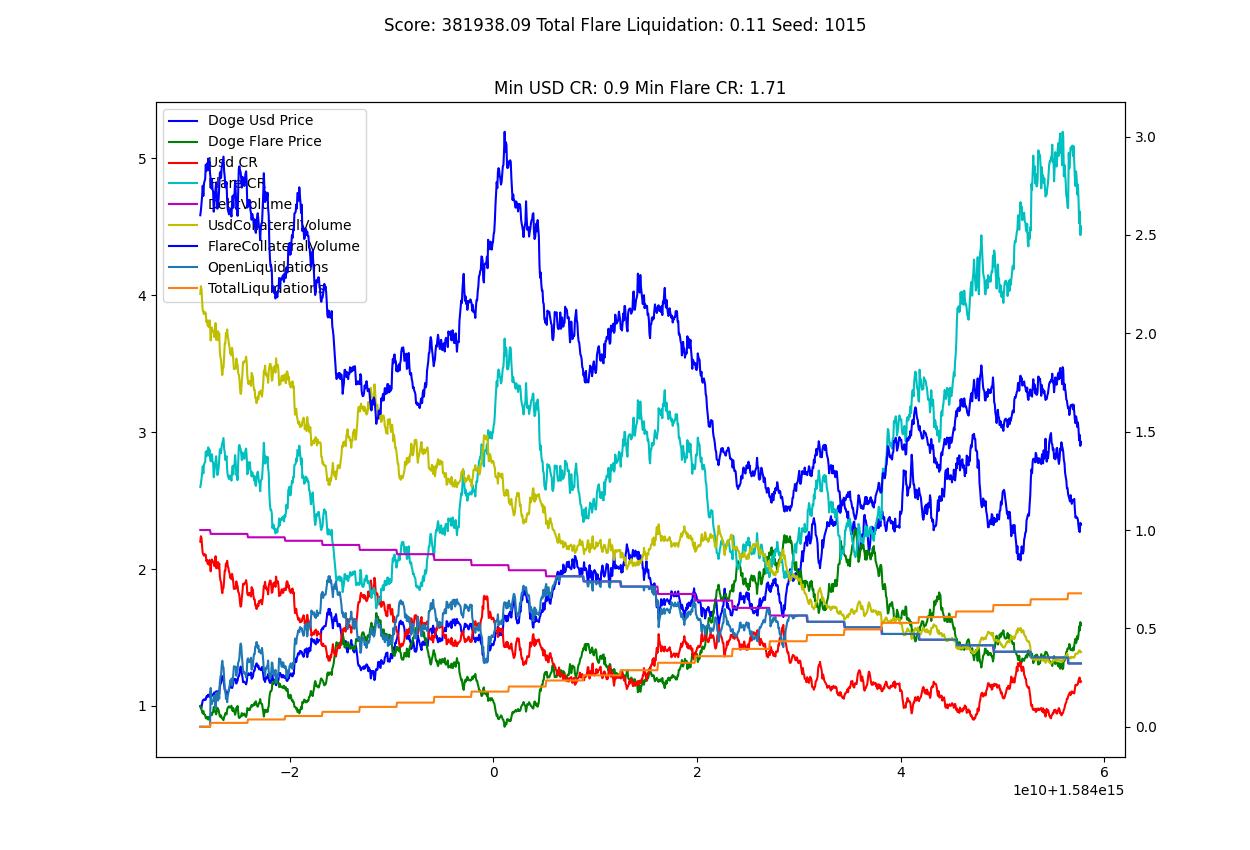 Score: 381938.09 Total Flare Liquidation: 0.11 Seed: 1015
Min USD CR: 0.9 Min Flare CR: 1.71
Doge Usd Price
Doge Flare Price
Usd CR
Flare CR
DebtVolume
UsdCollateralVolume
FlareCollateralVolume
OpenLiquidations
TotalLiquidations
5
4
3
2
1
3.0
2.5
2.0
1.5
1.0
0.5
0.0
−2
0
2
4
6
1e10+1.584e15